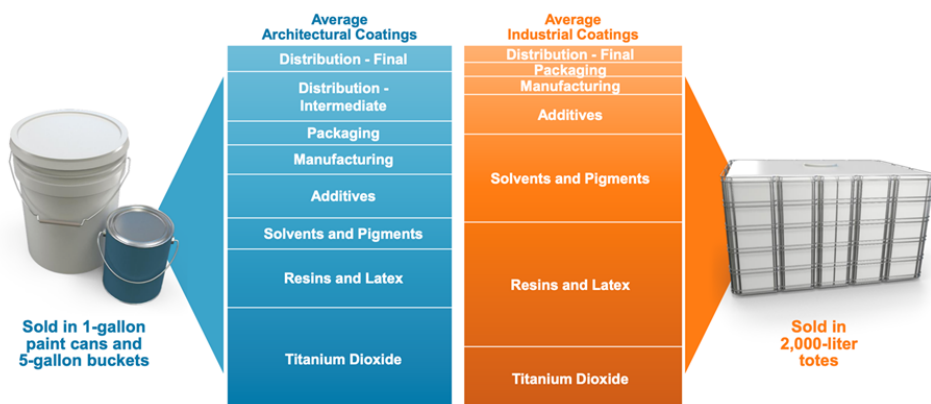 Average
Architectural Coatings
Distribution - Final
Distribution -
Intermediate
Packaging
Manufacturing
Additives
Solvents and Pigments
Resins and Latex
Titanium Dioxide
Sold in 1-gallon
paint cans and
5-gallon buckets
Average
Industrial Coatings
Distribution - Final
Packaging
Manufacturing
Additives
Solvents and Pigments
Resins and Latex
Titanium Dioxide
Sold in
2,000-liter
totes